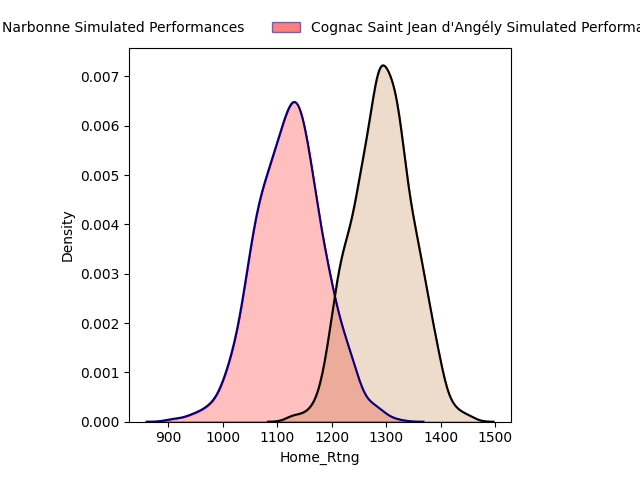 Narbonne Simulated Performances
Cognac Saint Jean d'Angély Simulated Performa
0.007
0.006
0.005
0.004
0.003
0.002
0.001
0.000
Density
900 1000 1100 1200 1300 1400 1500
Home_Rtng